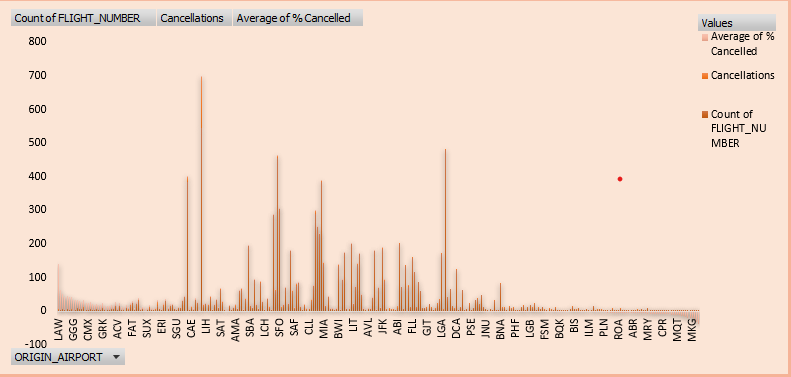 Count of FLIGHT_NUMBER Cancellations Average of % Cancelled
Values
Average of %
Cancelled
Cancellations
Count of
FLIGHT_NU
MBER
800
700
600
500
400
300
200
100
0
-100
LAW GGG CMX GRK ACV FAT SUX ERI SGU CAE LIH SAT AMA SBA LCH SFO SAF CLL MIA BWI LIT AVL JFK ABI FLL GJT LGA DCA PSE JNU BNA PHF LGB FSM BQK BIS ILM PLN ROA ABR MRY CPR MQT MKG
ORIGIN_AIRPORT